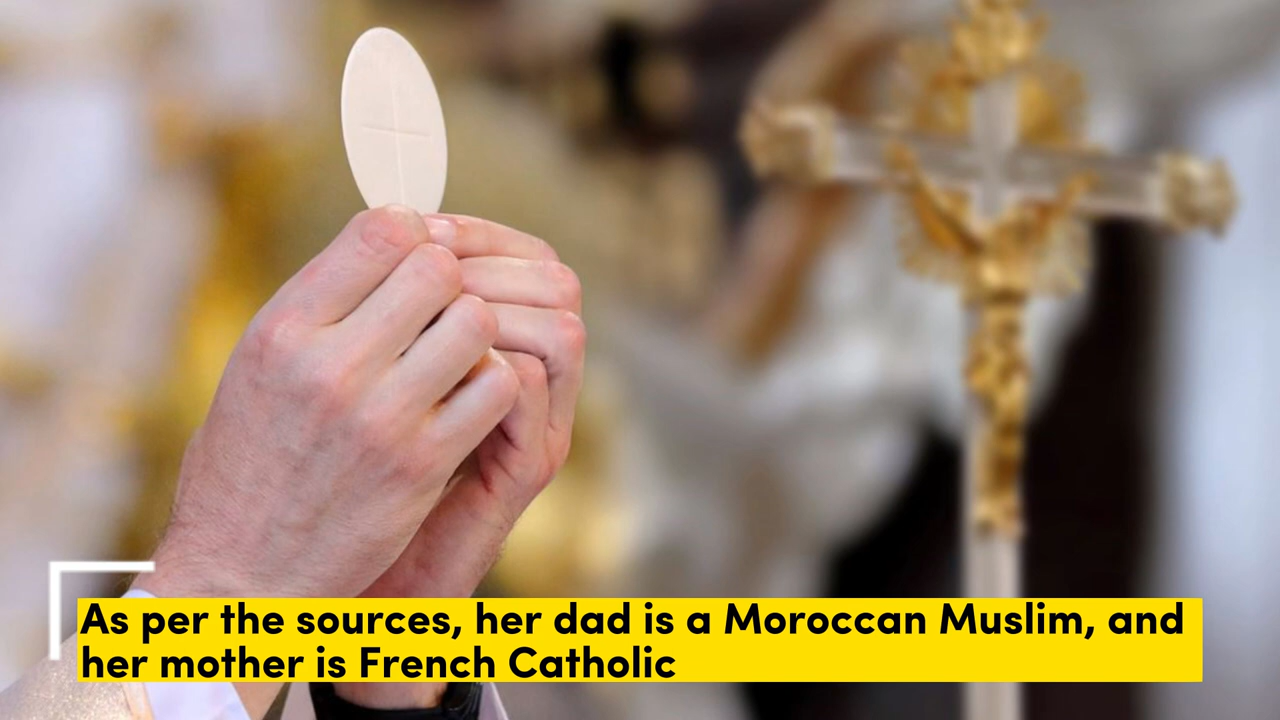 As per the sources, her dad is a Moroccan Muslim, and
her mother is French Catholic